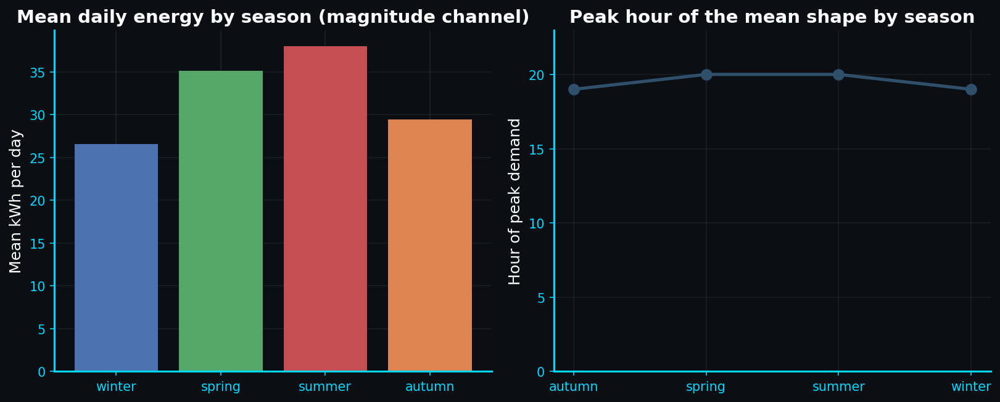 Mean daily energy by season (magnitude channel)
Mean kWh per day
35
30
25
20
15
10
5
0
winter
spring
summer
autumn
Peak hour of the mean shape by season
Hour of peak demand
20
15
10
5
0
autumn
spring
summer
winter